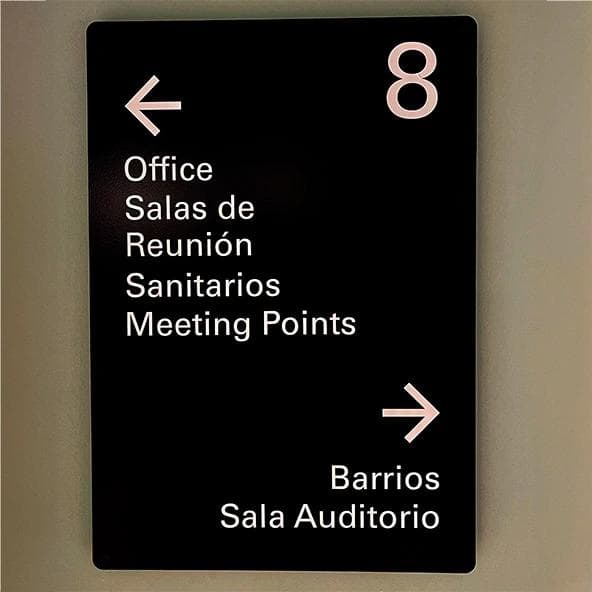 8
Office
Salas de
Reunión
Sanitarios
Meeting Points
Barrios
Sala Auditorio